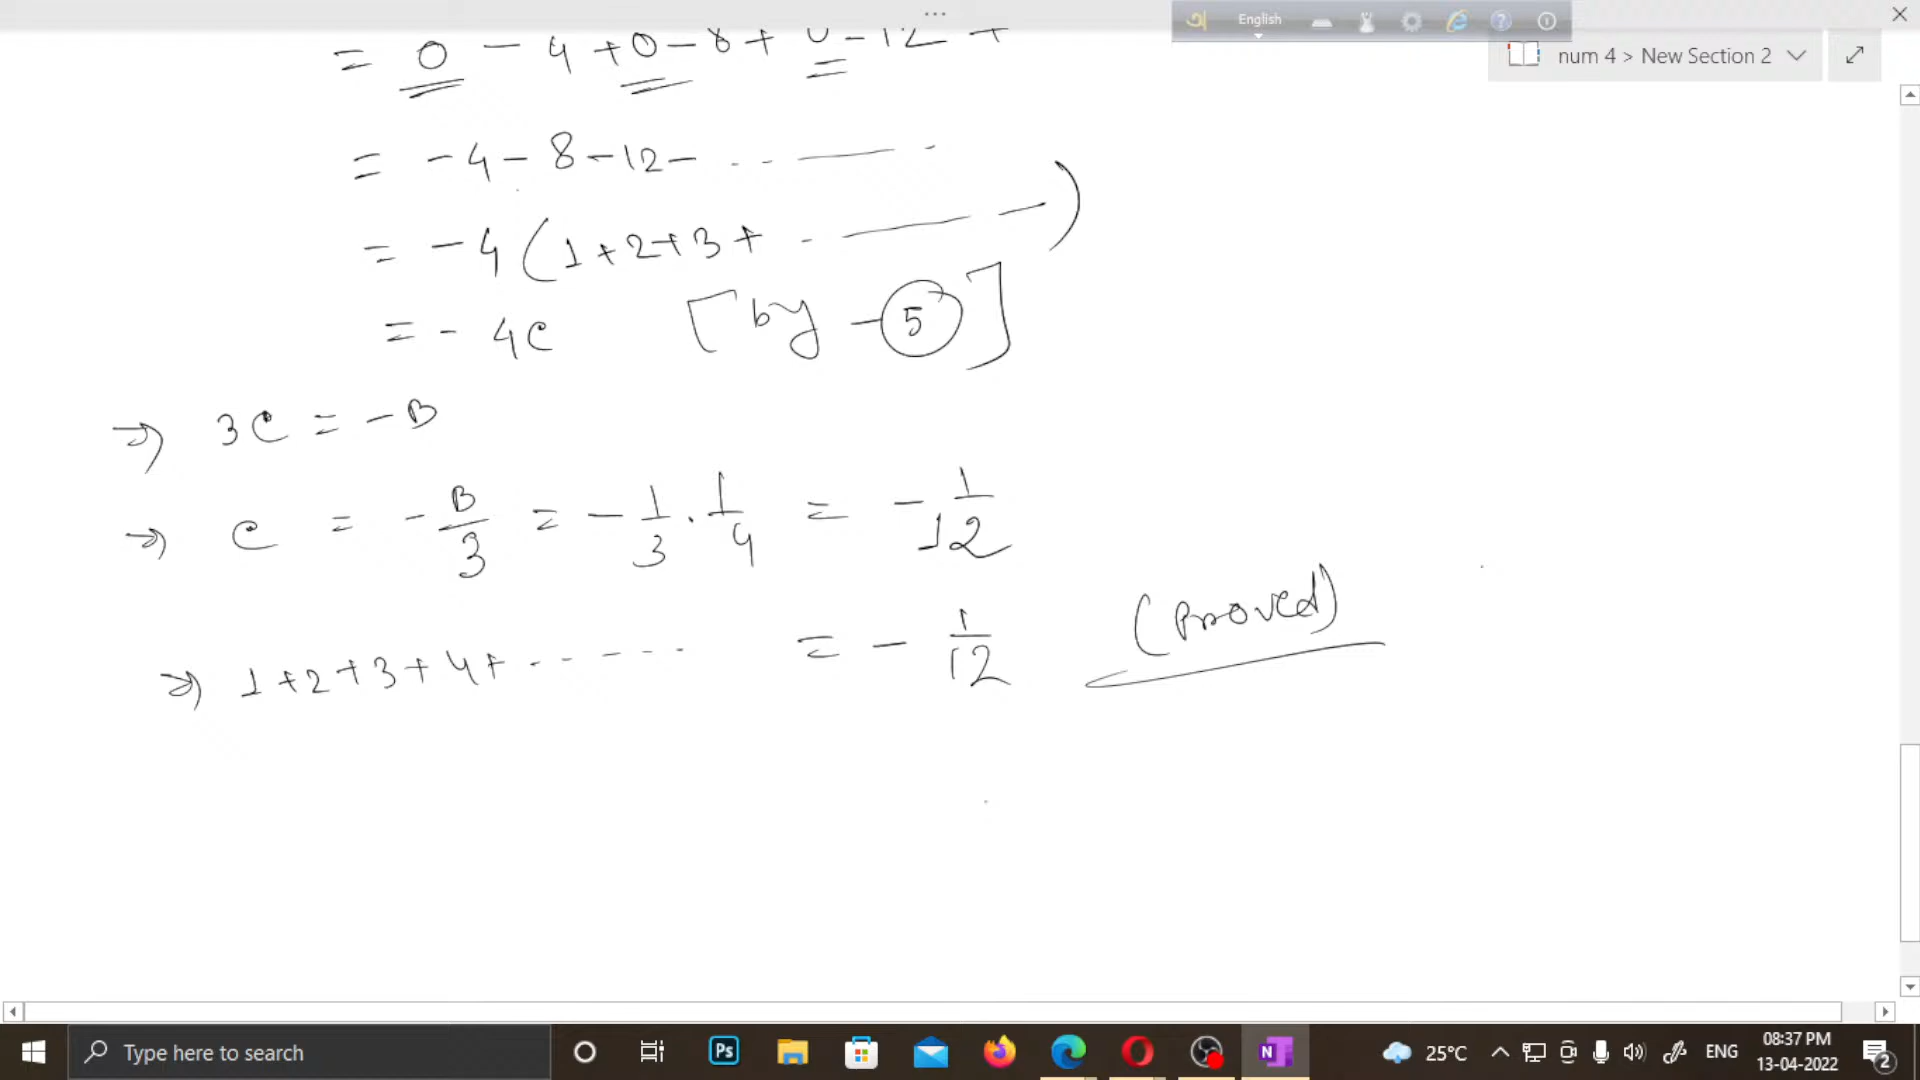 ...
English
num 4 > New Section 2
= 0 - 4 + 0 - 8 + 0 - 12 +
= - 4 - 8 - 12 - .. —— .
= - 4 ( 1 + 2 + 3 + . —— — )
= - 4c [ by - 5 ]
⇒ 3c = - B
⇒ c = - B/3 = - 1/3 . 1/4 = - 1/12
⇒ 1 + 2 + 3 + 4 + ...... = - 1/12 (Proved)
Type here to search
Ps
N
25°C
ENG
08:37 PM
13-04-2022
2